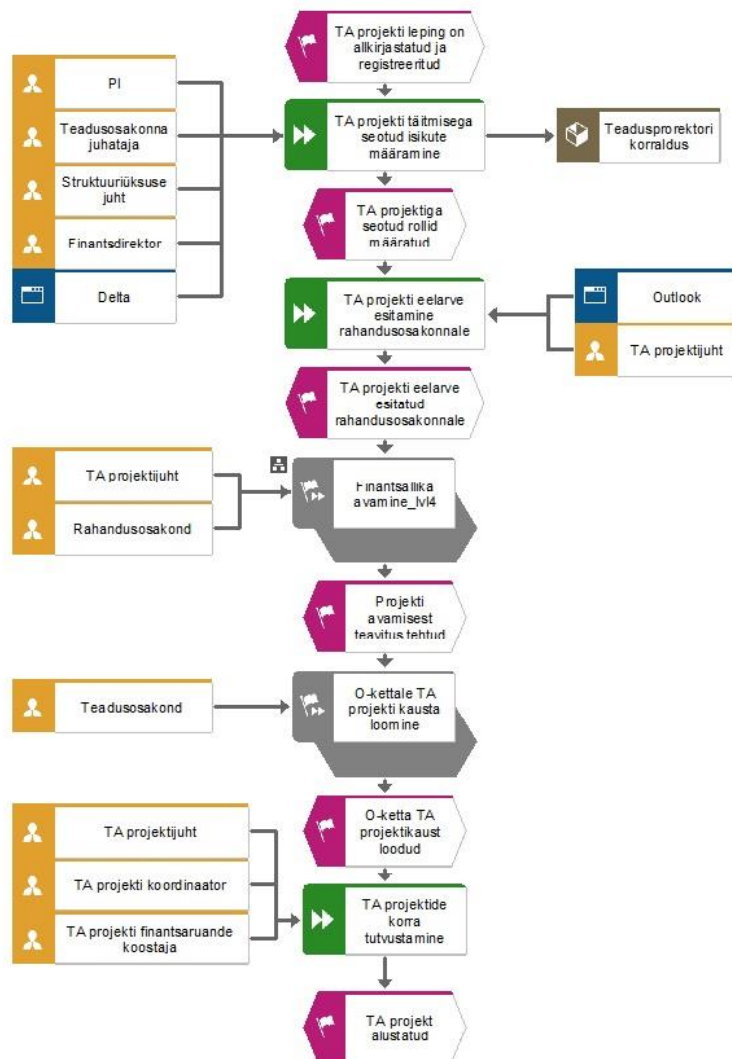 TA projekti leping on
allkirjastatud ja
registreeritud
PI
Teadusosakonna
juhataja
Struktuuriüksuse
juht
Finantsdirektor
Delta
TA projekti täitmisega
seotud isikute
määramine
Teadusprorektori
korraldus
TA projektiga
seotud rollid
määratud
TA projekti eelarve
esitamine
rahandusosakonnale
Outlook
TA projektijuht
TA projekti eelarve
esitatud
rahandusosakonnale
TA projektijuht
Rahandusosakond
Finantsallika
avamine_lvl4
Projekti
avamisest
teavitus tehtud
Teadusosakond
O-kettale TA
projekti kausta
loomine
O-ketta TA
projektikaust
loodud
TA projektijuht
TA projekti koordinaator
TA projekti finantsaruande
koostaja
TA projektide
korra
tutvustamine
TA projekt
alustatud